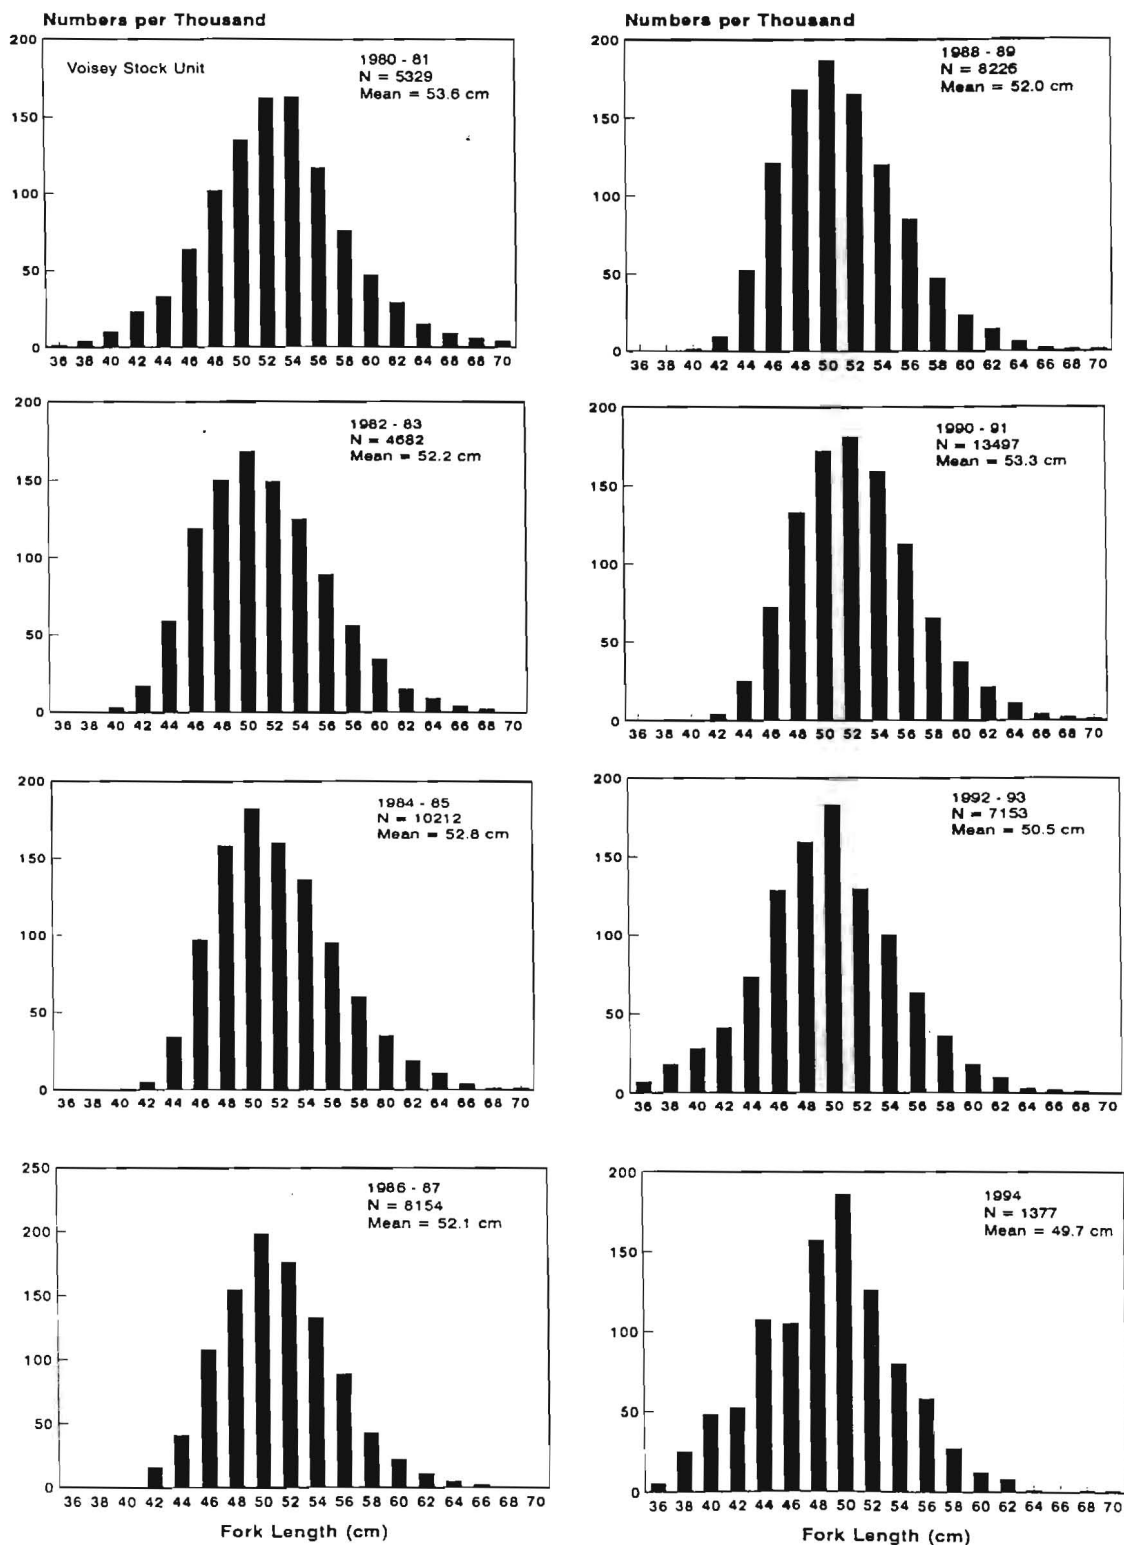 Numbers per Thousand
200
150
100
50
0
Voisey Stock Unit
1980 - 81
N = 5329
Mean = 53.6 cm
36 38 40 42 44 46 48 50 52 54 56 58 60 62 64 66 68 70
200
150
100
50
0
1982 - 83
N = 4682
Mean = 52.2 cm
36 38 40 42 44 46 48 50 52 54 56 56 60 62 64 66 68 70
200
150
100
50
0
1984 - 85
N = 10212
Mean = 52.8 cm
36 38 40 42 44 46 48 50 52 54 56 58 60 62 64 66 68 70
250
200
150
100
50
0
1986 - 87
N = 8154
Mean = 52.1 cm
36 38 40 42 44 46 48 50 52 54 56 58 60 62 64 66 68 70
Fork Length (cm)
Numbers per Thousand
200
150
100
50
0
1988 - 89
N = 8226
Mean = 52.0 cm
36 38 40 42 44 46 48 50 52 54 56 58 60 62 64 66 68 70
200
150
100
50
0
1990 - 91
N = 13497
Mean = 53.3 cm
36 38 40 42 44 46 48 50 52 54 56 58 60 62 64 66 68 70
200
150
100
50
0
1992 - 93
N = 7153
Mean = 50.5 cm
36 38 40 42 44 46 48 50 52 54 56 58 60 62 64 66 68 70
200
150
100
50
0
1994
N = 1377
Mean = 49.7 cm
36 38 40 42 44 46 48 50 52 54 56 58 60 62 64 66 68 70
Fork Length (cm)